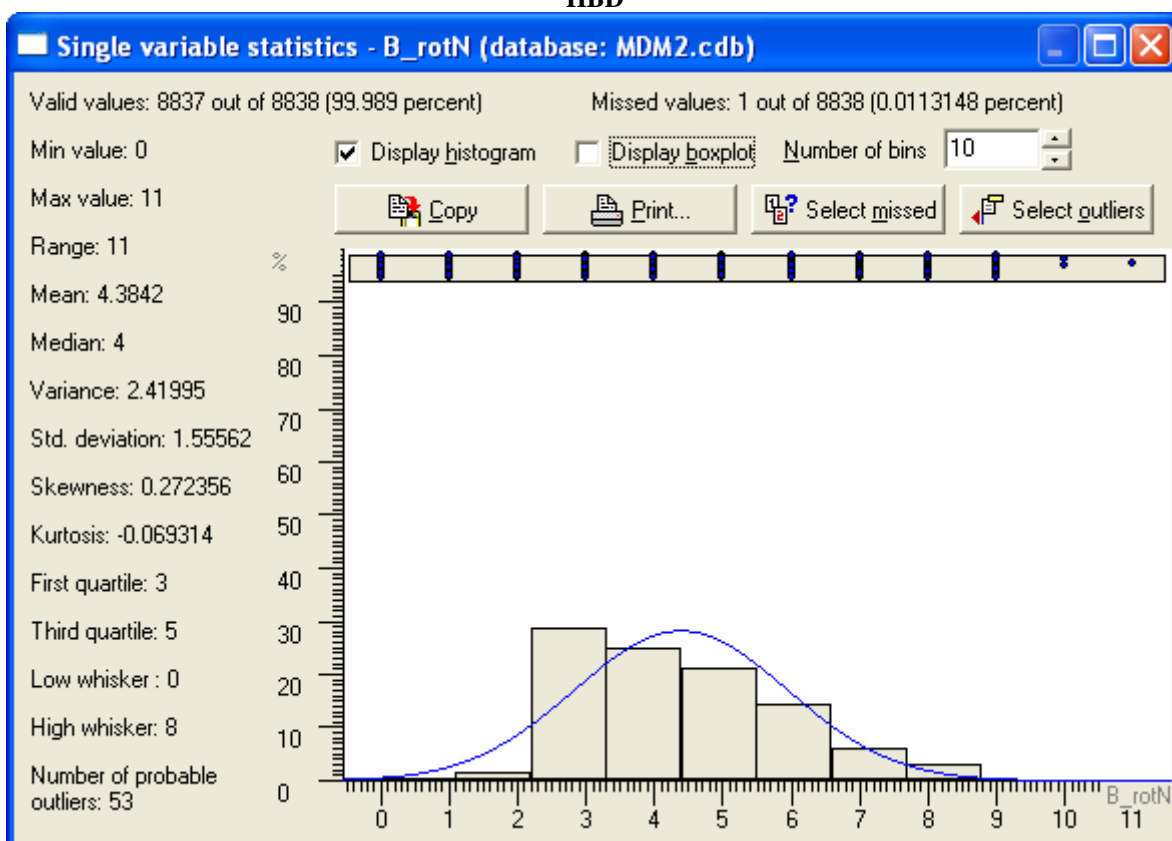 HBD
Single variable statistics - B_rotN (database: MDM2.cdb)
Valid values: 8837 out of 8838 (99.989 percent)
Missed values: 1 out of 8838 (0.0113148 percent)
Min value: 0
Display histogram
Display boxplot
Number of bins
10
Max value: 11
Copy
Print...
Select missed
Select outliers
Range: 11
Mean: 4.3842
Median: 4
Variance: 2.41995
Std. deviation: 1.55562
Skewness: 0.272356
Kurtosis: -0.069314
First quartile: 3
Third quartile: 5
Low whisker : 0
High whisker: 8
Number of probable
outliers: 53
%
90
80
70
60
50
40
30
20
10
0
0 1 2 3 4 5 6 7 8 9 10 11
B_rotN